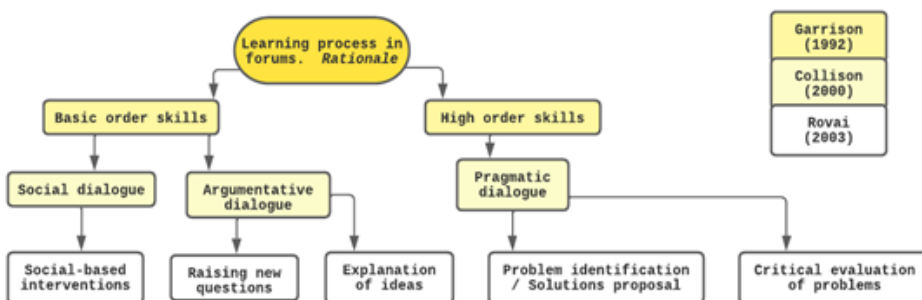 Learning process in
forums. Rationale
Garrison
(1992)
Collison
(2000)
Rovai
(2003)
Basic order skills
High order skills
Social dialogue
Argumentative
dialogue
Pragmatic
dialogue
Social-based
interventions
Raising new
questions
Explanation
of ideas
Problem identification
/ Solutions proposal
Critical evaluation
of problems